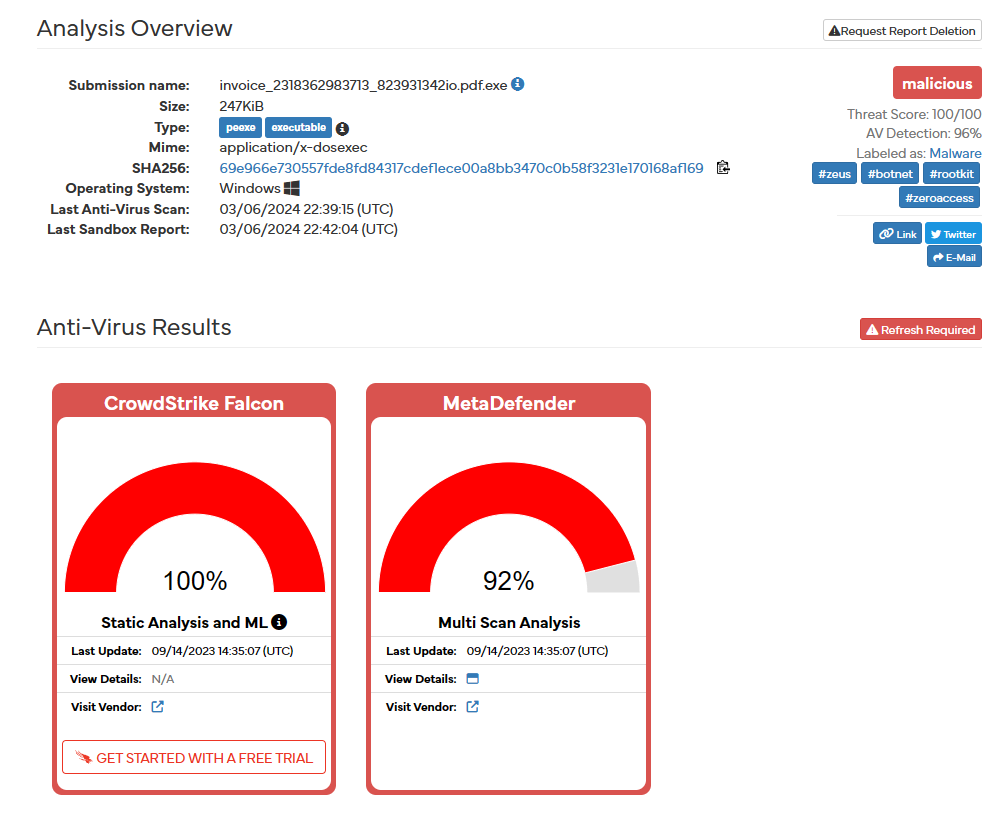 Analysis Overview
Request Report Deletion
Submission name: invoice_2318362983713_823931342io.pdf.exe
Size: 247KiB
Type: peexe executable
Mime: application/x-dosexec
SHA256: 69e966e730557fde8fd84317cdef1ece00a8bb3470c0b58f3231e170168af169
Operating System: Windows
Last Anti-Virus Scan: 03/06/2024 22:39:15 (UTC)
Last Sandbox Report: 03/06/2024 22:42:04 (UTC)
malicious
Threat Score: 100/100
AV Detection: 96%
Labeled as: Malware
#zeus #botnet #rootkit
#zeroaccess
Link Twitter
E-Mail
Anti-Virus Results
Refresh Required
CrowdStrike Falcon
100%
Static Analysis and ML
Last Update: 09/14/2023 14:35:07 (UTC)
View Details: N/A
Visit Vendor:
GET STARTED WITH A FREE TRIAL
MetaDefender
92%
Multi Scan Analysis
Last Update: 09/14/2023 14:35:07 (UTC)
View Details:
Visit Vendor: